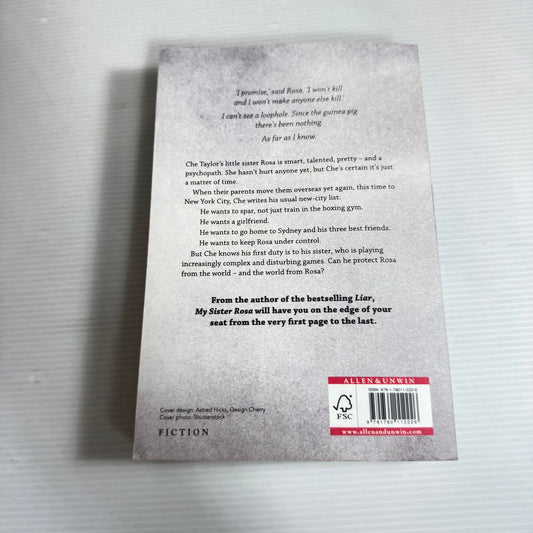 'I promise,' said Rosa. 'I won't kill
and I won't make anyone else kill.'
I can't see a loophole. Since the guinea pig
there's been nothing.
As far as I know.
Che Taylor's little sister Rosa is smart, talented, pretty – and a
psychopath. She hasn't hurt anyone yet, but Che's certain it's just
a matter of time.
When their parents move them overseas yet again, this time to
New York City, Che writes his usual new-city list:
He wants to spar, not just train in the boxing gym.
He wants a girlfriend.
He wants to go home to Sydney and his three best friends.
He wants to keep Rosa under control.
But Che knows his first duty is to his sister, who is playing
increasingly complex and disturbing games. Can he protect Rosa
from the world – and the world from Rosa?
From the author of the bestselling Liar,
My Sister Rosa will have you on the edge of your
seat from the very first page to the last.
Cover design: Astred Hicks, Design Cherry
Cover photo: Shutterstock
FICTION
ALLEN & UNWIN
ISBN 978-1-76011-222-6
FSC
9 781760 112226
www.allenandunwin.com